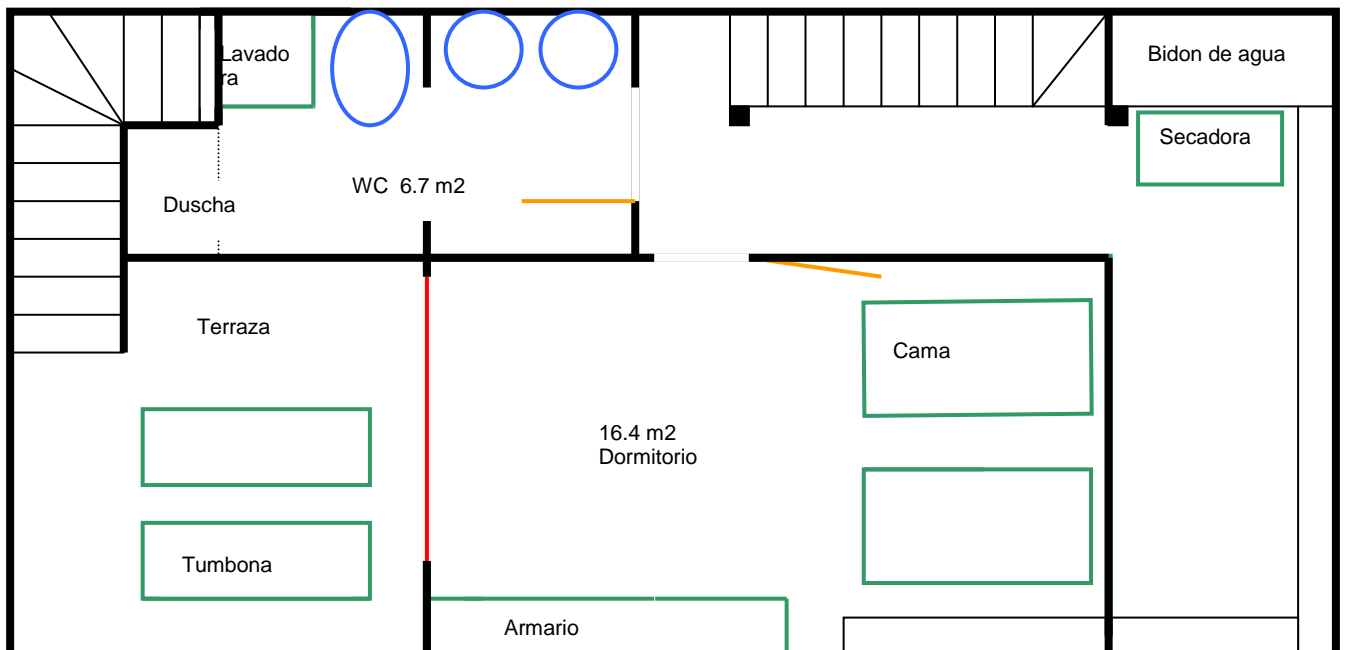 Lavado
ra
Bidon de agua
Secadora
WC 6.7 m2
Duscha
Terraza
Cama
16.4 m2
Dormitorio
Tumbona
Armario